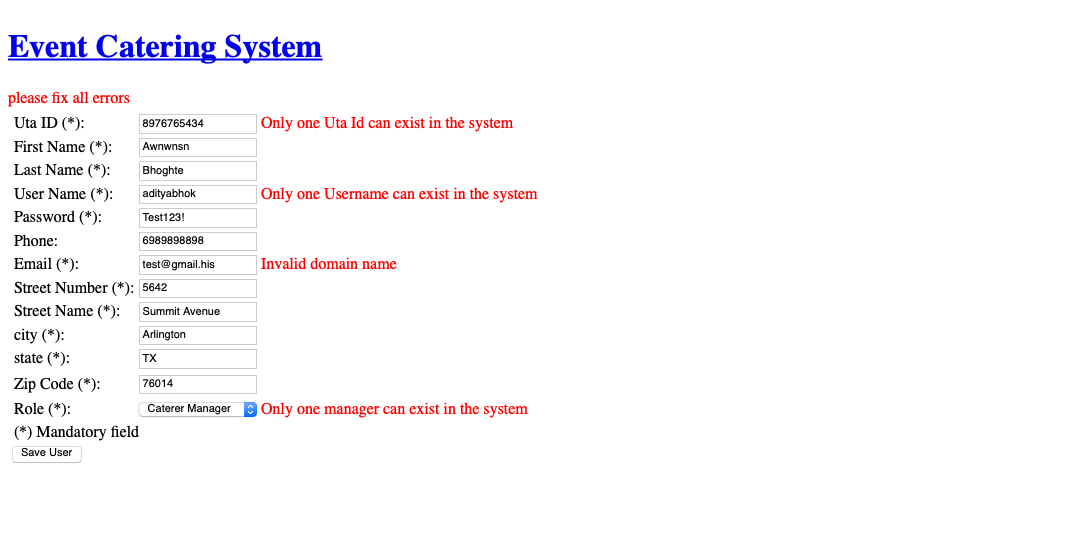 Event Catering System
please fix all errors
Uta ID (*): 8976765434 Only one Uta Id can exist in the system
First Name (*): Awnwnsn
Last Name (*): Bhoghte
User Name (*): adityabhok Only one Username can exist in the system
Password (*): Test123!
Phone: 6989898898
Email (*): test@gmail.his Invalid domain name
Street Number (*): 5642
Street Name (*): Summit Avenue
city (*): Arlington
state (*): TX
Zip Code (*): 76014
Role (*): Caterer Manager Only one manager can exist in the system
(*) Mandatory field
Save User